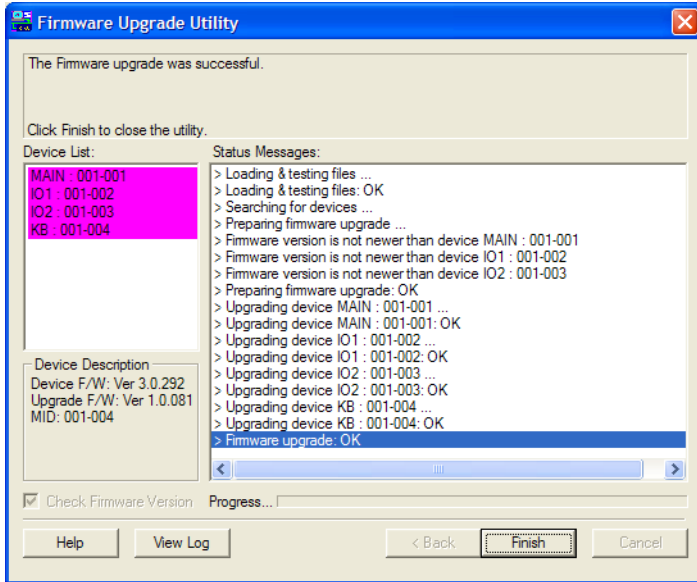 Firmware Upgrade Utility
The Firmware upgrade was successful.
Click Finish to close the utility.
Device List:
MAIN : 001-001
IO1 : 001-002
IO2 : 001-003
KB : 001-004
Device Description
Device F/W: Ver 3.0.292
Upgrade F/W: Ver 1.0.081
MID: 001-004
Status Messages:
> Loading & testing files ...
> Loading & testing files: OK
> Searching for devices ...
> Preparing firmware upgrade ...
> Firmware version is not newer than device MAIN : 001-001
> Firmware version is not newer than device IO1 : 001-002
> Firmware version is not newer than device IO2 : 001-003
> Preparing firmware upgrade: OK
> Upgrading device MAIN : 001-001 ...
> Upgrading device MAIN : 001-001: OK
> Upgrading device IO1 : 001-002 ...
> Upgrading device IO1 : 001-002: OK
> Upgrading device IO2 : 001-003 ...
> Upgrading device IO2 : 001-003: OK
> Upgrading device KB : 001-004 ...
> Upgrading device KB : 001-004: OK
> Firmware upgrade: OK
Check Firmware Version
Progress...
Help
View Log
< Back
Finish
Cancel